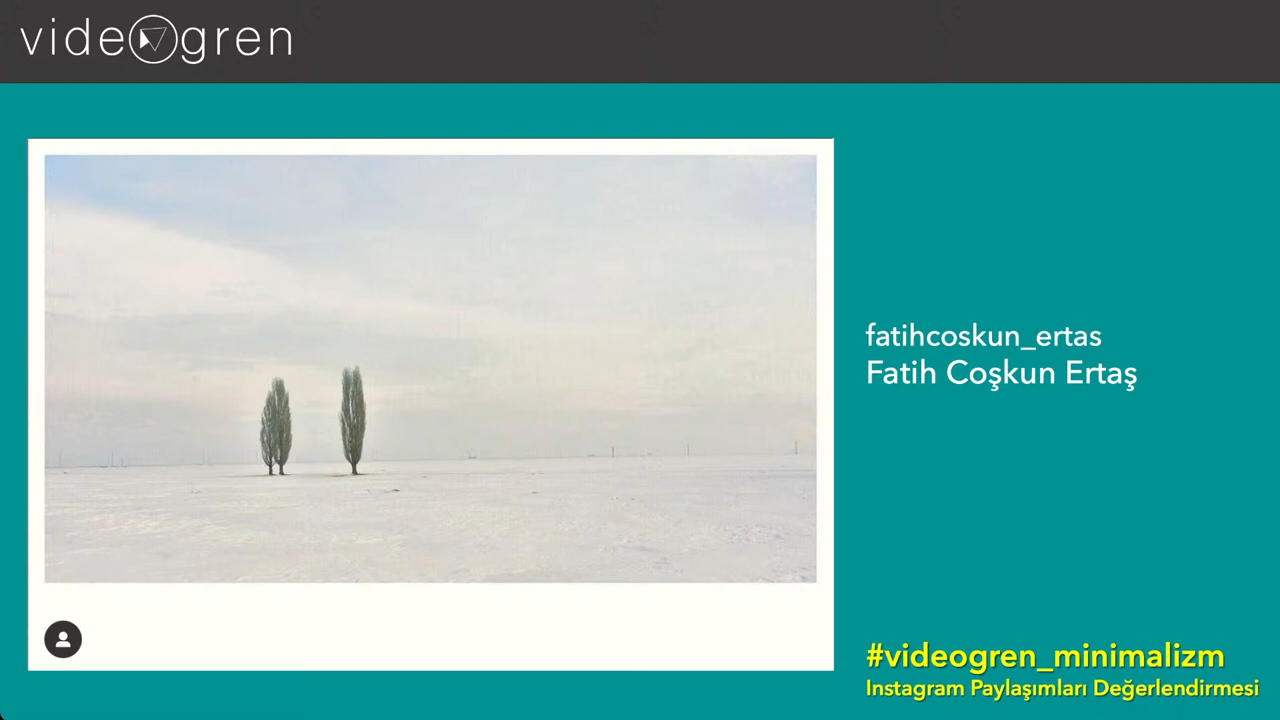 videogren
fatihcoskun_ertas
Fatih Coşkun Ertaş
#videogren_minimalizm
Instagram Paylaşımları Değerlendirmesi